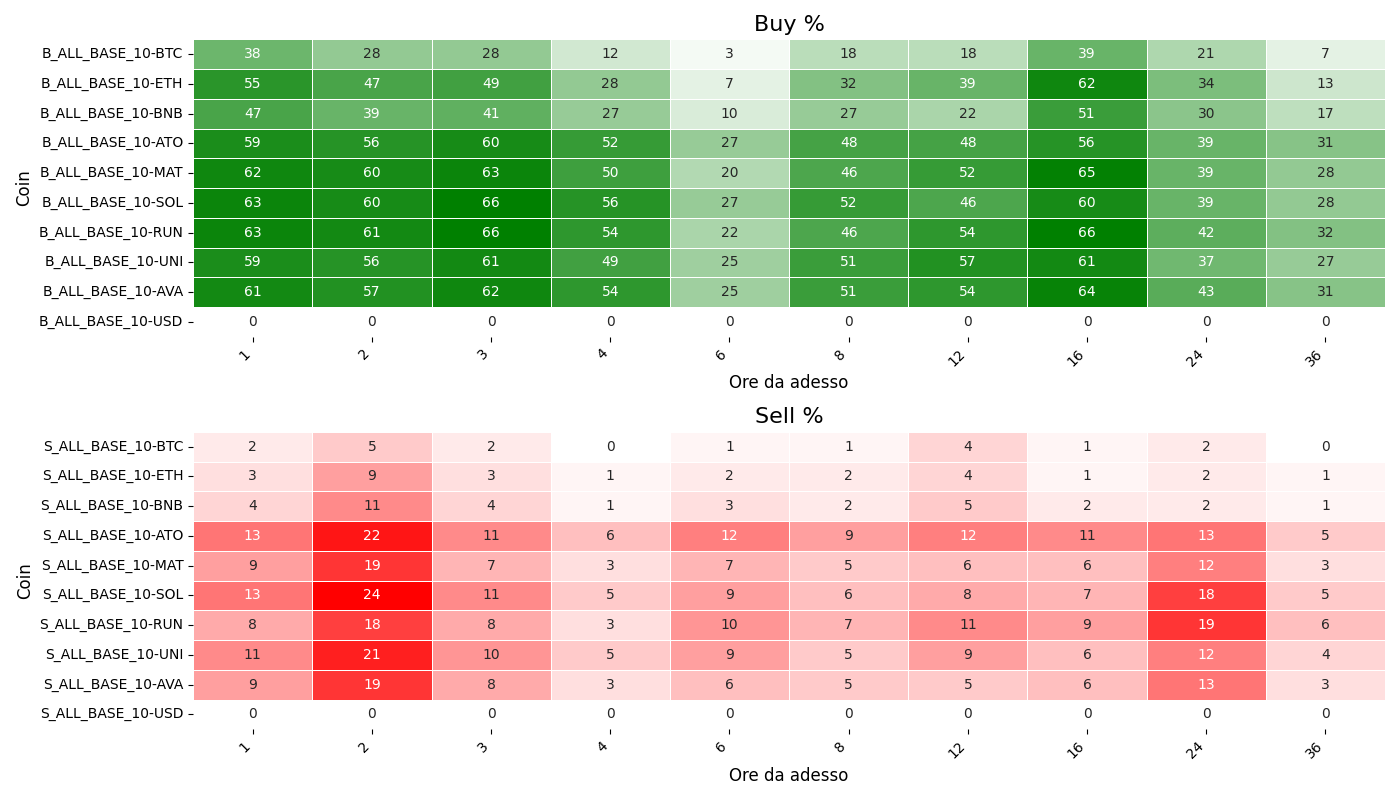 Buy %
Coin
B_ALL_BASE_10-BTC 38 28 28 12 3 18 18 39 21 7
B_ALL_BASE_10-ETH 55 47 49 28 7 32 39 62 34 13
B_ALL_BASE_10-BNB 47 39 41 27 10 27 22 51 30 17
B_ALL_BASE_10-ATO 59 56 60 52 27 48 48 56 39 31
B_ALL_BASE_10-MAT 62 60 63 50 20 46 52 65 39 28
B_ALL_BASE_10-SOL 63 60 66 56 27 52 46 60 39 28
B_ALL_BASE_10-RUN 63 61 66 54 22 46 54 66 42 32
B_ALL_BASE_10-UNI 59 56 61 49 25 51 57 61 37 27
B_ALL_BASE_10-AVA 61 57 62 54 25 51 54 64 43 31
B_ALL_BASE_10-USD 0 0 0 0 0 0 0 0 0 0
1 2 3 4 6 8 12 16 24 36
Ore da adesso
Sell %
Coin
S_ALL_BASE_10-BTC 2 5 2 0 1 1 4 1 2 0
S_ALL_BASE_10-ETH 3 9 3 1 2 2 4 1 2 1
S_ALL_BASE_10-BNB 4 11 4 1 3 2 5 2 2 1
S_ALL_BASE_10-ATO 13 22 11 6 12 9 12 11 13 5
S_ALL_BASE_10-MAT 9 19 7 3 7 5 6 6 12 3
S_ALL_BASE_10-SOL 13 24 11 5 9 6 8 7 18 5
S_ALL_BASE_10-RUN 8 18 8 3 10 7 11 9 19 6
S_ALL_BASE_10-UNI 11 21 10 5 9 5 9 6 12 4
S_ALL_BASE_10-AVA 9 19 8 3 6 5 5 6 13 3
S_ALL_BASE_10-USD 0 0 0 0 0 0 0 0 0 0
1 2 3 4 6 8 12 16 24 36
Ore da adesso